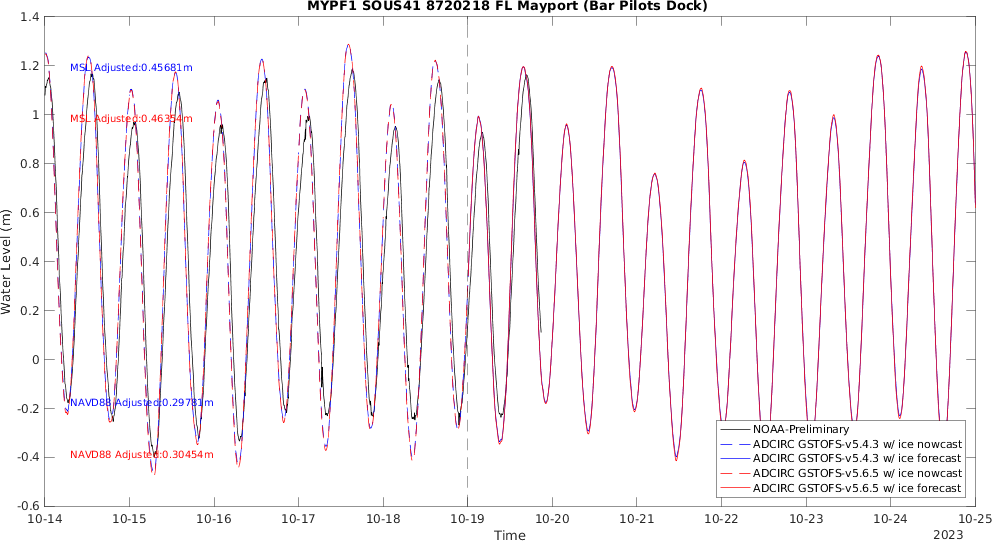 MYPF1 SOUS41 8720218 FL Mayport (Bar Pilots Dock)
1.4
1.2
1
0.8
0.6
0.4
0.2
0
-0.2
-0.4
-0.6
Water Level (m)
MSL Adjusted:0.45681m
MSL Adjusted:0.46354m
NAVD88 Adjusted:0.29781m
NAVD88 Adjusted:0.30454m
NOAA-Preliminary
ADCIRC GSTOFS-v5.4.3 w/ ice nowcast
ADCIRC GSTOFS-v5.4.3 w/ ice forecast
ADCIRC GSTOFS-v5.6.5 w/ ice nowcast
ADCIRC GSTOFS-v5.6.5 w/ ice forecast
10-14 10-15 10-16 10-17 10-18 10-19 10-20 10-21 10-22 10-23 10-24 10-25
Time
2023